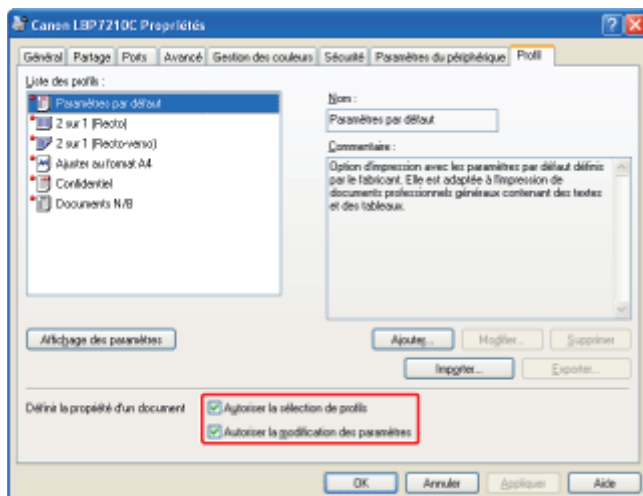 Canon LBP7210C Propriétés
Général Partage Ports Avancé Gestion des couleurs Sécurité Paramètres du périphérique Profil
Liste des profils :
Paramètres par défaut
2 sur 1 (Recto)
2 sur 1 (Recto-verso)
Ajuster au format A4
Confidentiel
Documents N/B
Nom :
Paramètres par défaut
Commentaire :
Option d'impression avec les paramètres par défaut définis
par le fabricant. Elle est adaptée à l'impression de
documents professionnels généraux contenant des textes
et des tableaux.
Affichage des paramètres
Ajouter... Modifier... Supprimer
Importer... Exporter...
Définir la propriété d'un document
Autoriser la sélection de profils
Autoriser la modification des paramètres
OK Annuler Appliquer Aide